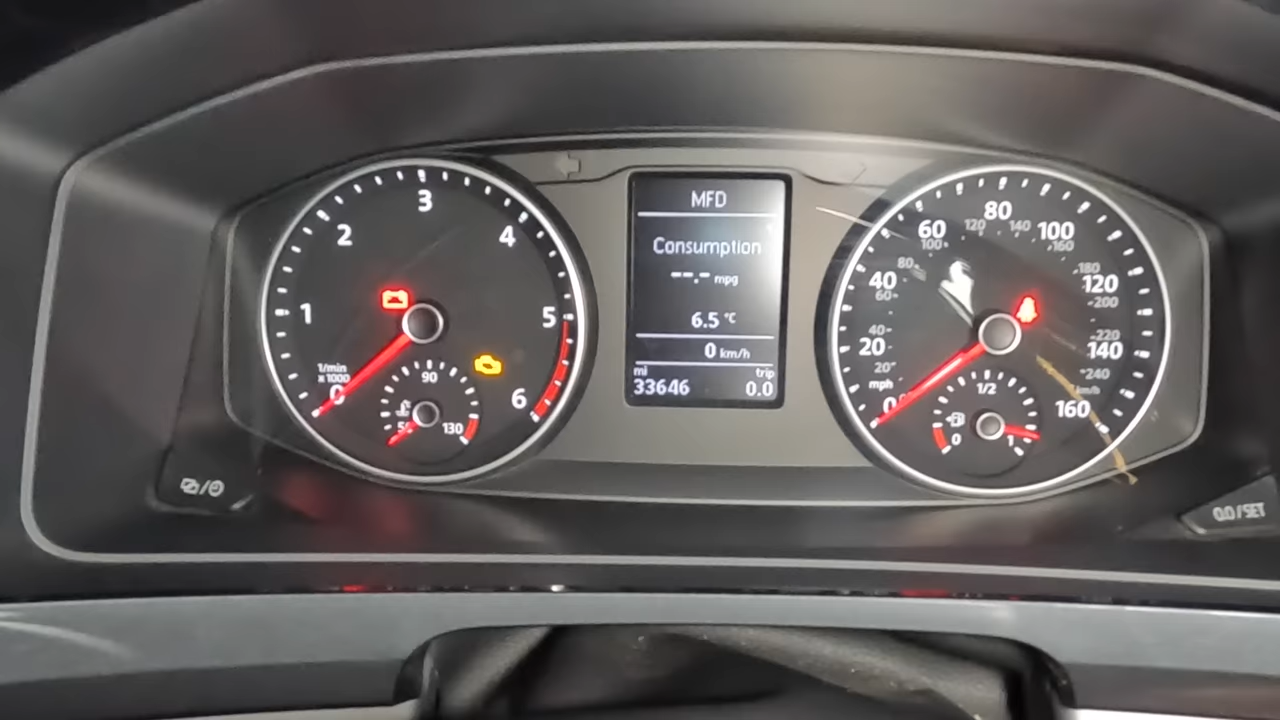 1/min
x 1000
0
1
2
3
4
5
6
90
130
MFD
Consumption
--.- mpg
6.5 °C
0 km/h
mi
trip
33646
0.0
mph
0
20
40
60
80
100
120
140
160
20
40
60
80
100
120
140
160
180
200
220
240
km/h
1/2
0
1
0.0/SET